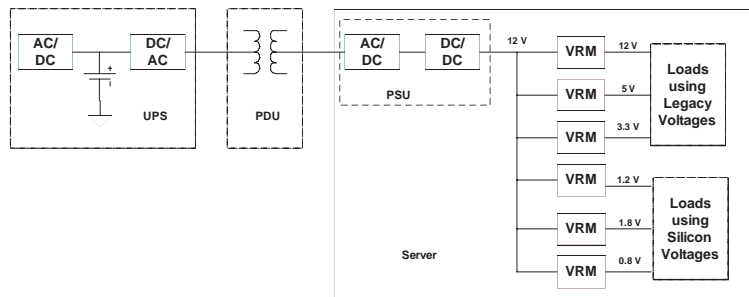 AC/
DC
DC/
AC
+
UPS
PDU
AC/
DC
DC/
DC
PSU
12 V
VRM
12 V
VRM
5 V
VRM
3.3 V
Loads
using
Legacy
Voltages
VRM
1.2 V
VRM
1.8 V
VRM
0.8 V
Loads
using
Silicon
Voltages
Server